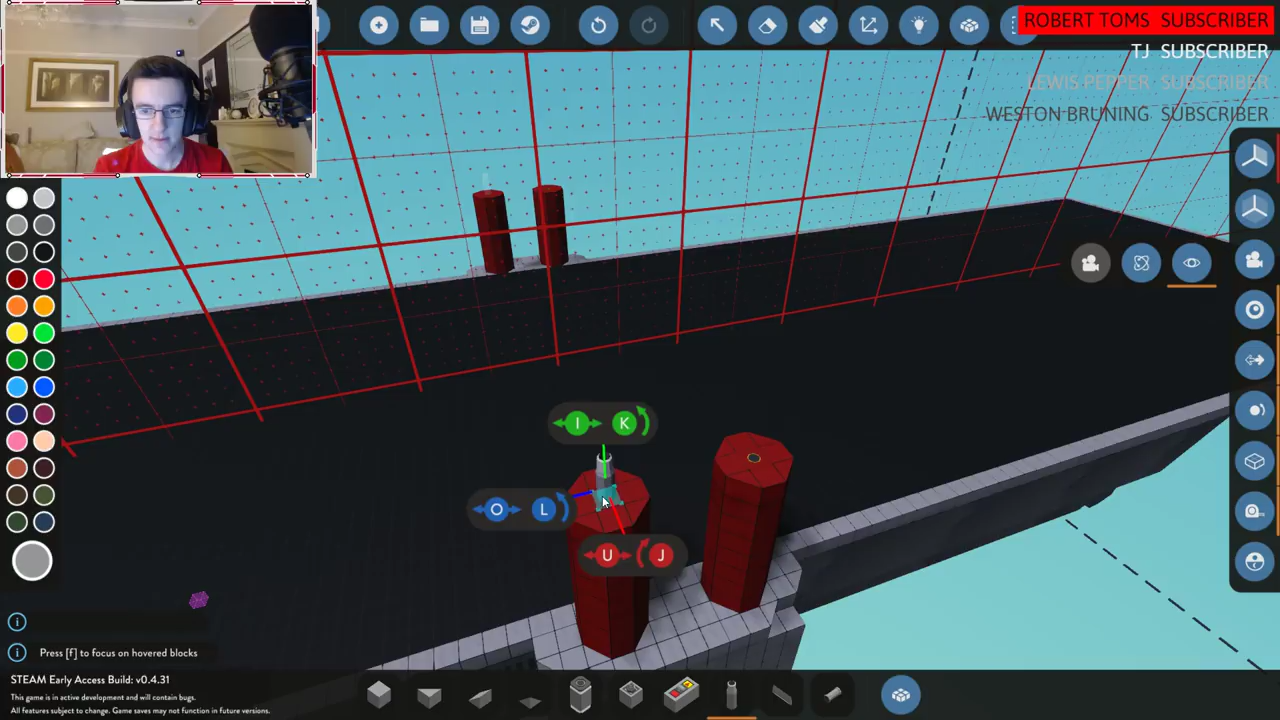 ROBERT TOMS SUBSCRIBER
TJ SUBSCRIBER
LEWIS PEPPER SUBSCRIBER
WESTON BRUNING SUBSCRIBER
I K
O L
U J
Press [f] to focus on hovered blocks
STEAM Early Access Build: v0.4.31
This game is in active development and will contain bugs.
All features subject to change. Game saves may not function in future versions.